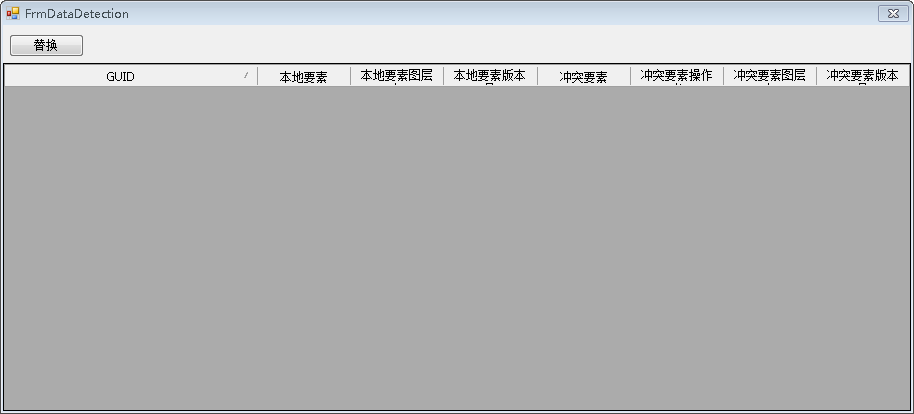 FrmDataDetection
替换
GUID 本地要素 本地要素图层 本地要素版本 冲突要素 冲突要素操作 冲突要素图层 冲突要素版本